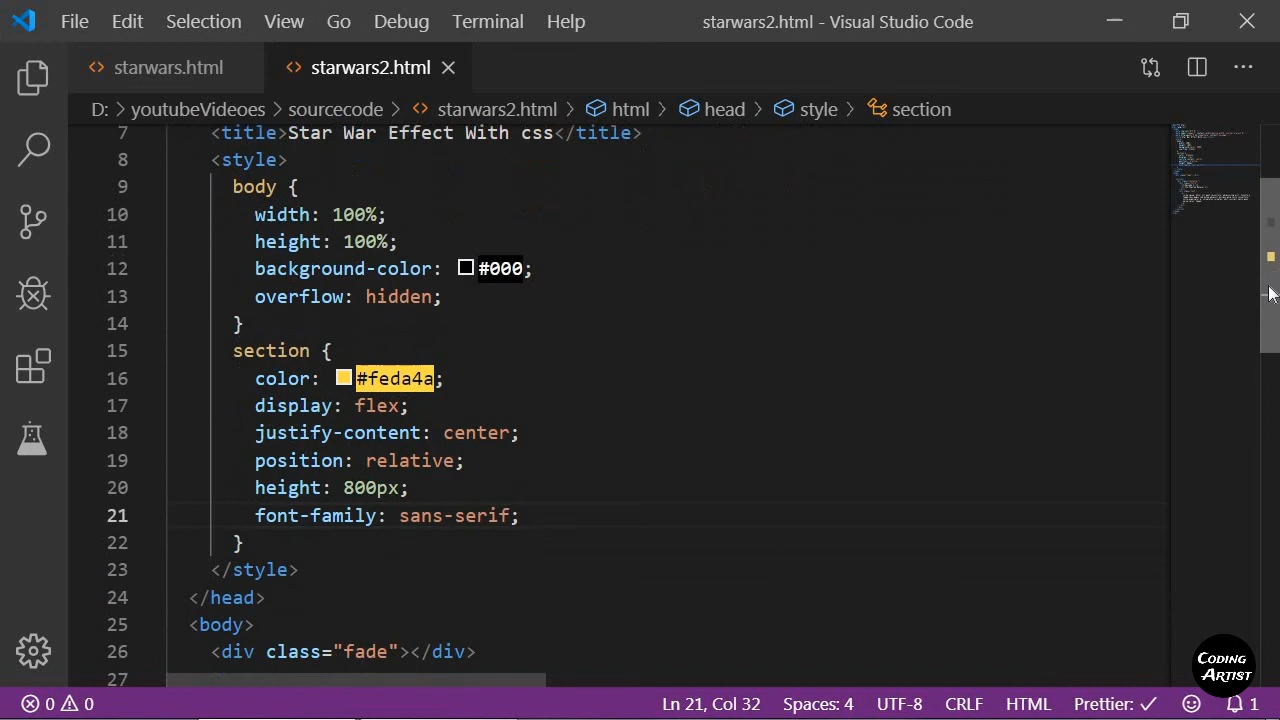 File Edit Selection View Go Debug Terminal Help starwars2.html - Visual Studio Code
starwars.html starwars2.html
D: > youtubeVideoes > sourcecode > starwars2.html > html > head > style > section
7 <title>Star War Effect With css</title>
8 <style>
9 body {
10 width: 100%;
11 height: 100%;
12 background-color: #000;
13 overflow: hidden;
14 }
15 section {
16 color: #feda4a;
17 display: flex;
18 justify-content: center;
19 position: relative;
20 height: 800px;
21 font-family: sans-serif;
22 }
23 </style>
24 </head>
25 <body>
26 <div class="fade"></div>
27
CODING
ARTIST
0 0 Ln 21, Col 32 Spaces: 4 UTF-8 CRLF HTML Prettier: ✓ 1